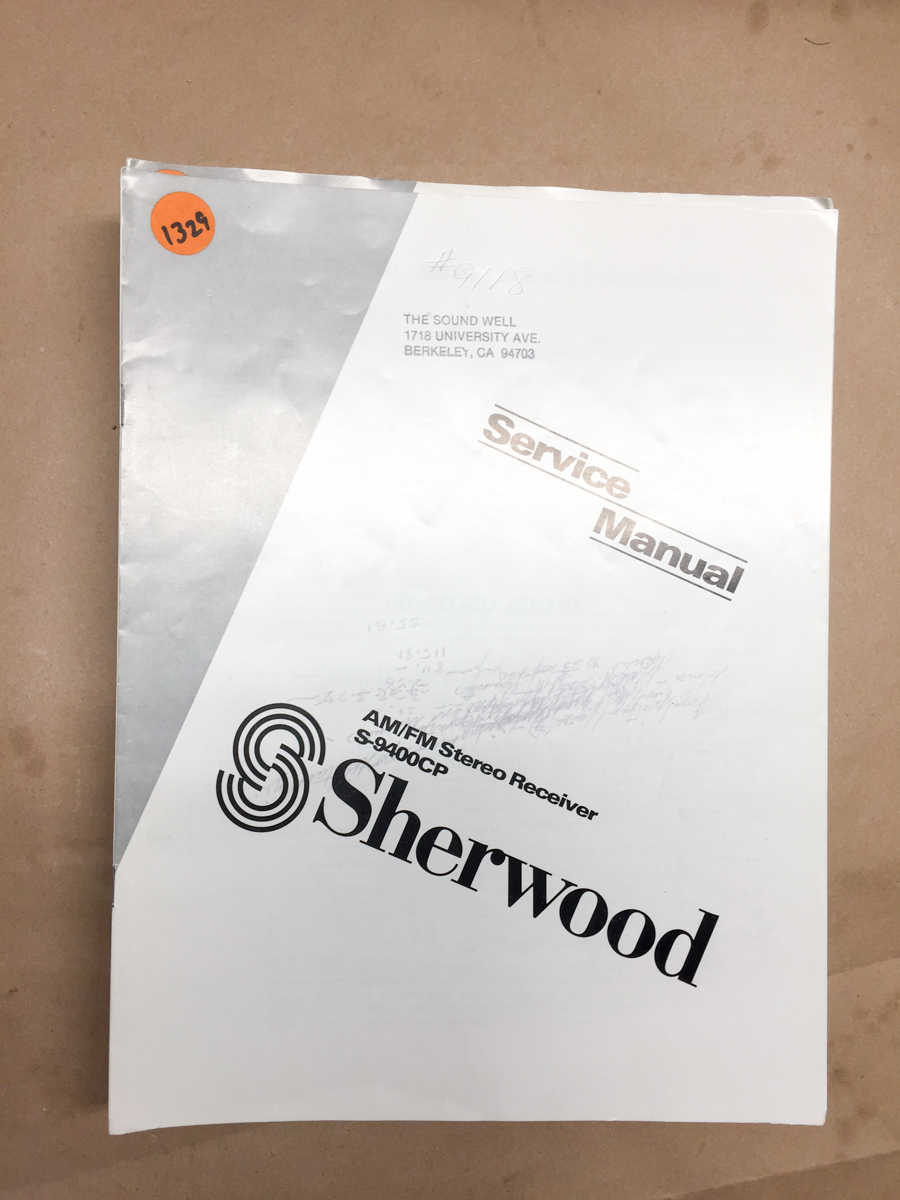 1329
#9118
THE SOUND WELL
1718 UNIVERSITY AVE.
BERKELEY, CA 94703
Service
Manual
AM/FM Stereo Receiver
S-9400CP
Sherwood